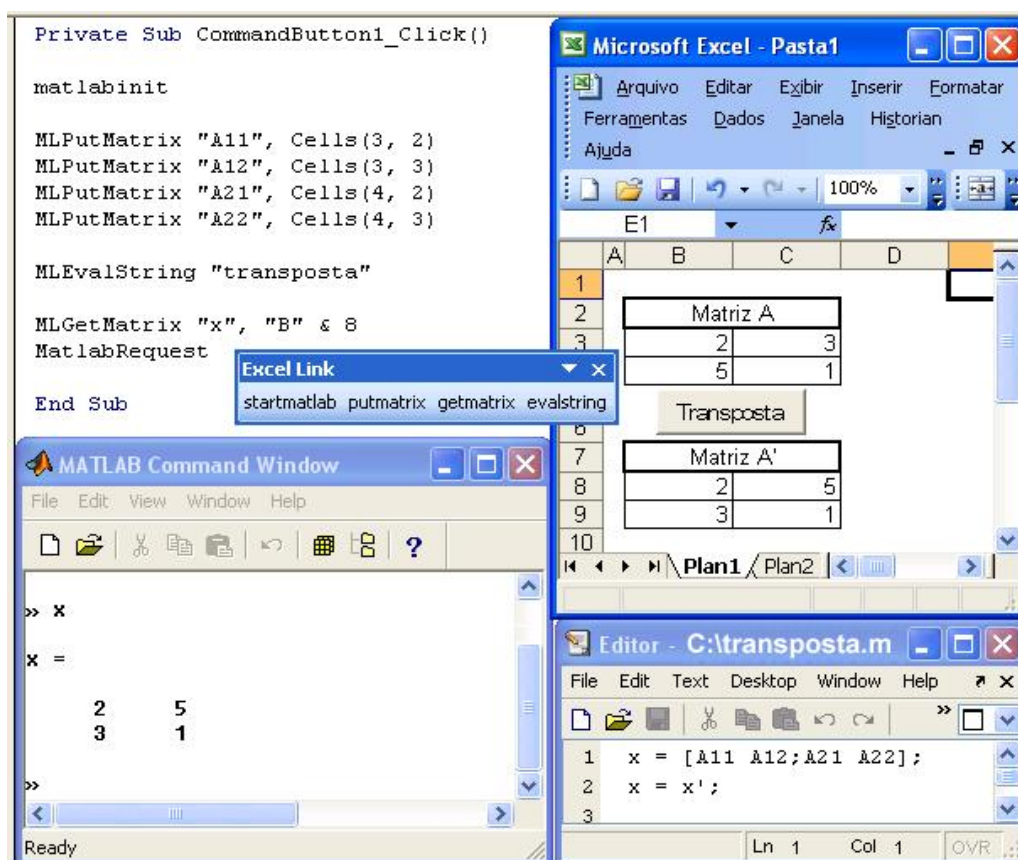 Private Sub CommandButton1_Click()
matlabinit
MLPutMatrix "A11", Cells(3, 2)
MLPutMatrix "A12", Cells(3, 3)
MLPutMatrix "A21", Cells(4, 2)
MLPutMatrix "A22", Cells(4, 3)
MLEvalString "transposta"
MLGetMatrix "x", "B" & 8
MatlabRequest
End Sub
Excel Link
startmatlab putmatrix getmatrix evalstring
Microsoft Excel - Pasta1
Arquivo Editar Exibir Inserir Formatar
Ferramentas Dados Janela Historian
Ajuda
100%
E1 fx
A B C D
1
2 Matriz A
3 2 3
5 1
Transposta
6
7 Matriz A'
8 2 5
9 3 1
10
Plan1 Plan2
MATLAB Command Window
File Edit View Window Help
?
» x
x =
2 5
3 1
»
Ready
Editor - C:\transposta.m
File Edit Text Desktop Window Help
»
1 x = [A11 A12;A21 A22];
2 x = x';
3
Ln 1 Col 1 OVR